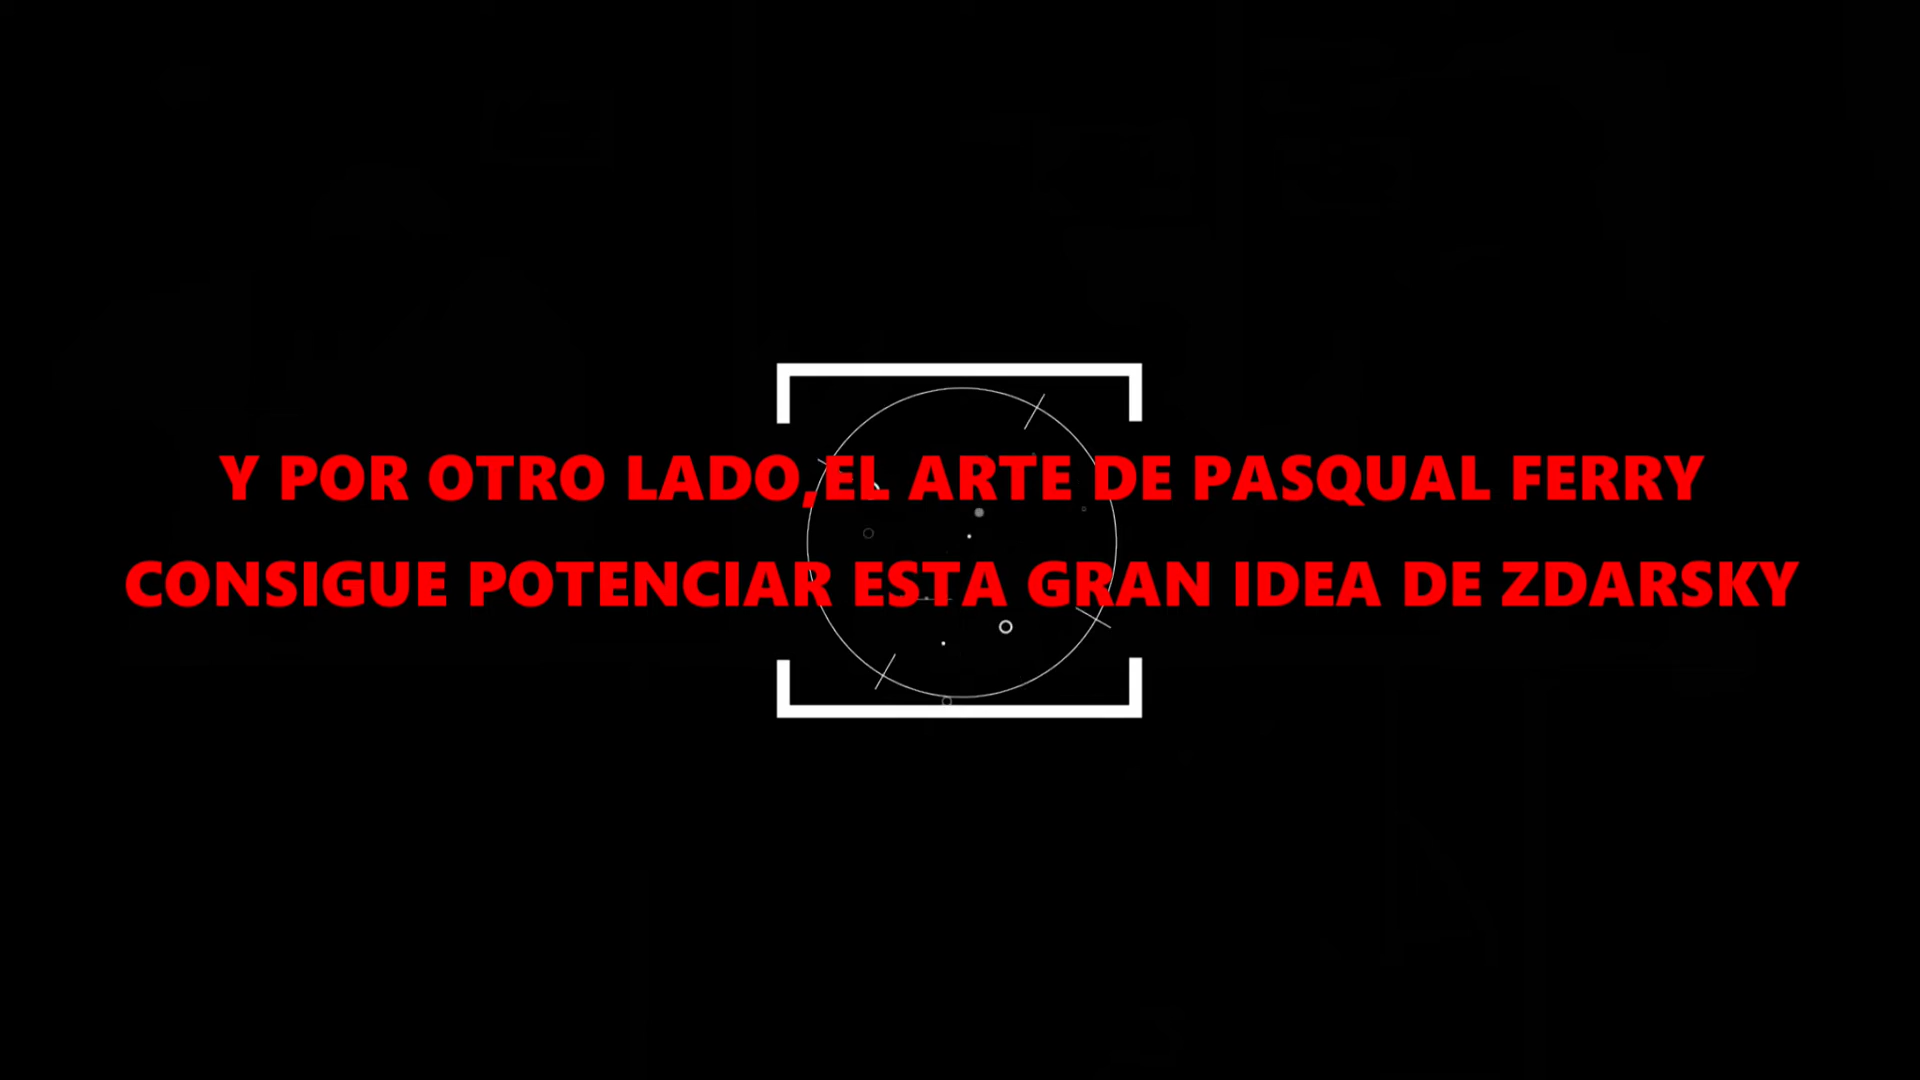 Y POR OTRO LADO,EL ARTE DE PASQUAL FERRY
CONSIGUE POTENCIAR ESTA GRAN IDEA DE ZDARSKY